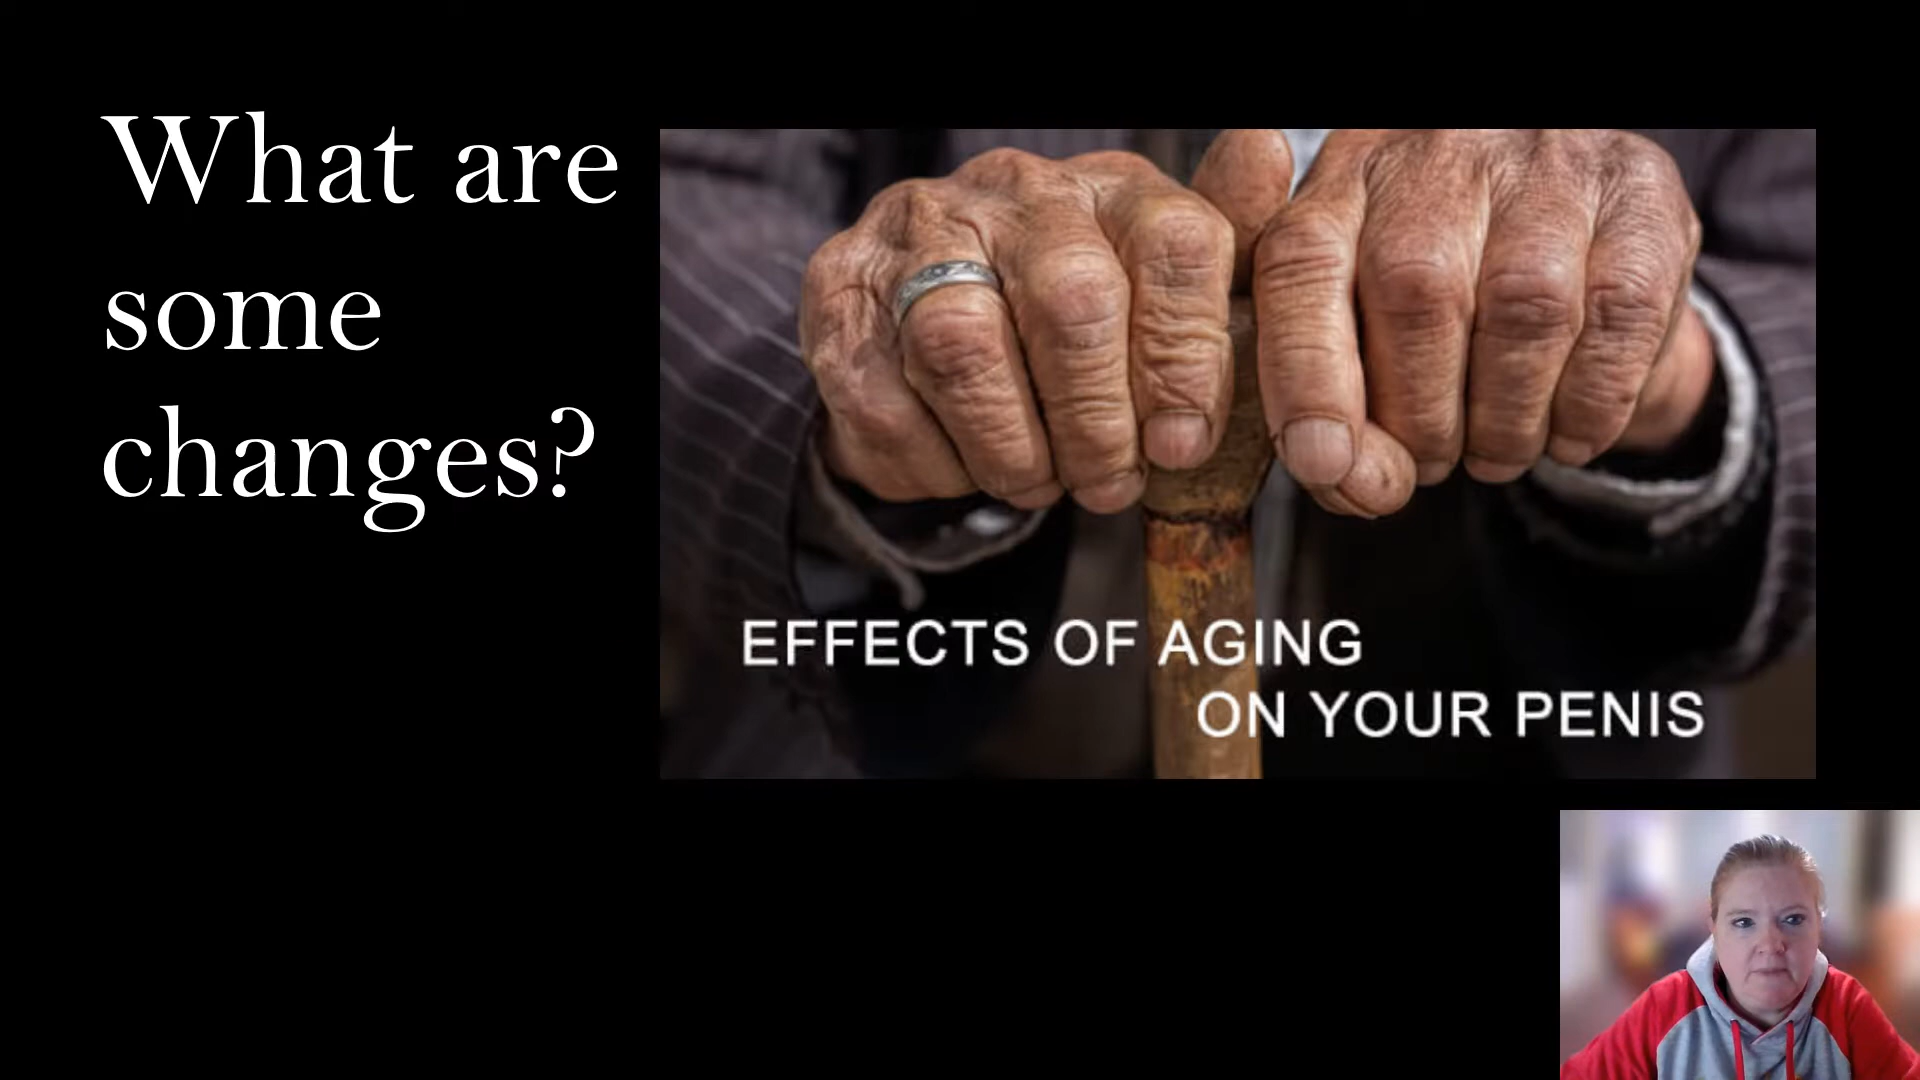 What are
some
changes?
EFFECTS OF AGING
ON YOUR PENIS